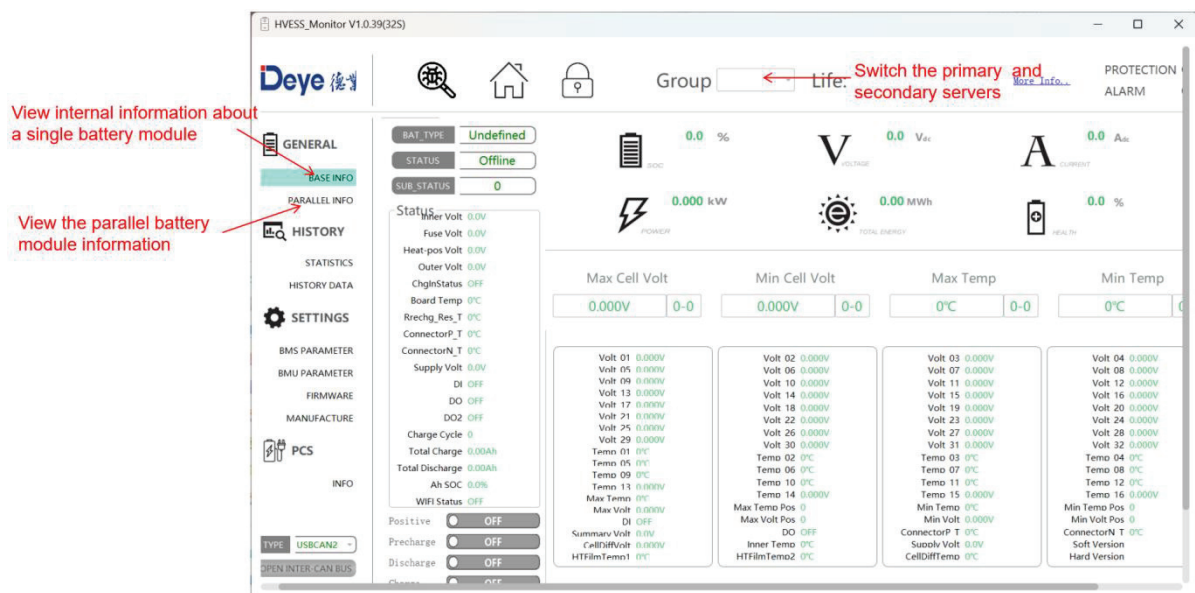 HVESS_Monitor V1.0.39(32S)
Deye 德业
Group
Life:
Switch the primary and
secondary servers
More Info..
PROTECTION
ALARM
View internal information about
a single battery module
View the parallel battery
module information
GENERAL
BASE INFO
PARALLEL INFO
HISTORY
STATISTICS
HISTORY DATA
SETTINGS
BMS PARAMETER
BMU PARAMETER
FIRMWARE
MANUFACTURE
PCS
INFO
TYPE USBCAN2
OPEN INTER-CAN BUS
BAT_TYPE Undefined
STATUS Offline
SUB_STATUS 0
Status
Inner Volt 0.0V
Fuse Volt 0.0V
Heat-pos Volt 0.0V
Outer Volt 0.0V
ChgInStatus OFF
Board Temp 0℃
Rrechg_Res_T 0℃
ConnectorP_T 0℃
ConnectorN_T 0℃
Supply Volt 0.0V
DI OFF
DO OFF
DO2 OFF
Charge Cycle 0
Total Charge 0.00Ah
Total Discharge 0.00Ah
Ah SOC 0.0%
WIFI Status OFF
Positive OFF
Precharge OFF
Discharge OFF
Charge OFF
0.0 %
SOC
V 0.0 Vdc
VOLTAGE
A 0.0 Adc
CURRENT
0.000 kW
POWER
0.00 MWh
TOTAL ENERGY
0.0 %
HEALTH
Max Cell Volt Min Cell Volt Max Temp Min Temp
0.000V 0-0 0.000V 0-0 0℃ 0-0 0℃
Volt 01 0.000V Volt 02 0.000V Volt 03 0.000V Volt 04 0.000V
Volt 05 0.000V Volt 06 0.000V Volt 07 0.000V Volt 08 0.000V
Volt 09 0.000V Volt 10 0.000V Volt 11 0.000V Volt 12 0.000V
Volt 13 0.000V Volt 14 0.000V Volt 15 0.000V Volt 16 0.000V
Volt 17 0.000V Volt 18 0.000V Volt 19 0.000V Volt 20 0.000V
Volt 21 0.000V Volt 22 0.000V Volt 23 0.000V Volt 24 0.000V
Volt 25 0.000V Volt 26 0.000V Volt 27 0.000V Volt 28 0.000V
Volt 29 0.000V Volt 30 0.000V Volt 31 0.000V Volt 32 0.000V
Temp 01 0℃ Temp 02 0℃ Temp 03 0℃ Temp 04 0℃
Temp 05 0℃ Temp 06 0℃ Temp 07 0℃ Temp 08 0℃
Temp 09 0℃ Temp 10 0℃ Temp 11 0℃ Temp 12 0℃
Temp 13 0.000V Temp 14 0.000V Temp 15 0.000V Temp 16 0.000V
Max Temp 0℃ Max Temp Pos 0 Min Temp 0℃ Min Temp Pos 0
Max Volt 0.000V Max Volt Pos 0 Min Volt 0.000V Min Volt Pos 0
DI OFF DO OFF ConnectorP_T 0℃ ConnectorN_T 0℃
Summary Volt 0.0V Inner Temp 0℃ Supply Volt 0.0V Soft Version
CellDiffVolt 0.000V HTFilmTemp2 0℃ CellDiffTemp 0℃ Hard Version
HTFilmTemp1 0℃